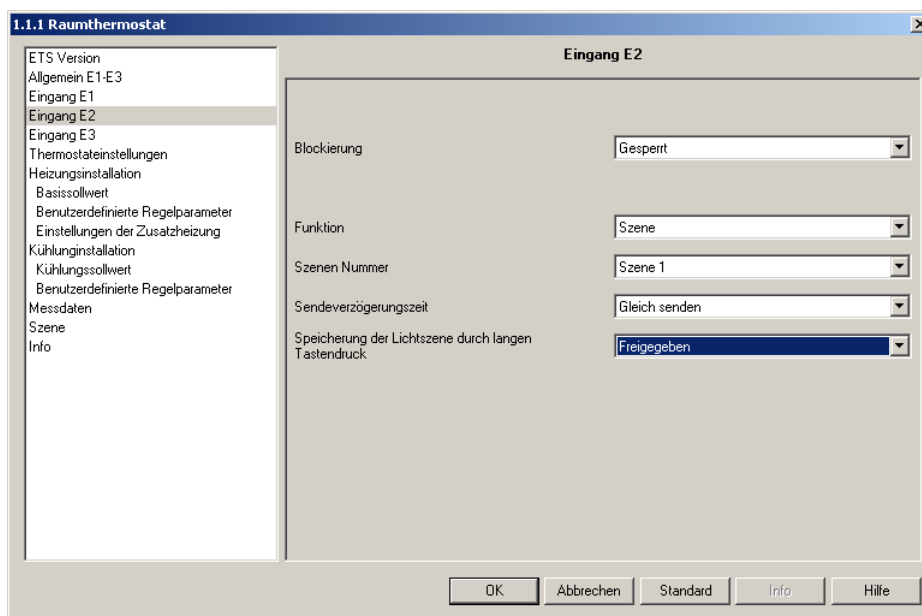 1.1.1 Raumthermostat
ETS Version
Allgemein E1-E3
Eingang E1
Eingang E2
Eingang E3
Thermostateinstellungen
Heizungsinstallation
Basissollwert
Benutzerdefinierte Regelparameter
Einstellungen der Zusatzheizung
Kühlunginstallation
Kühlungssollwert
Benutzerdefinierte Regelparameter
Messdaten
Szene
Info
Eingang E2
Blockierung
Gesperrt
Funktion
Szene
Szenen Nummer
Szene 1
Sendeverzögerungszeit
Gleich senden
Speicherung der Lichtszene durch langen
Tastendruck
Freigegeben
OK
Abbrechen
Standard
Info
Hilfe